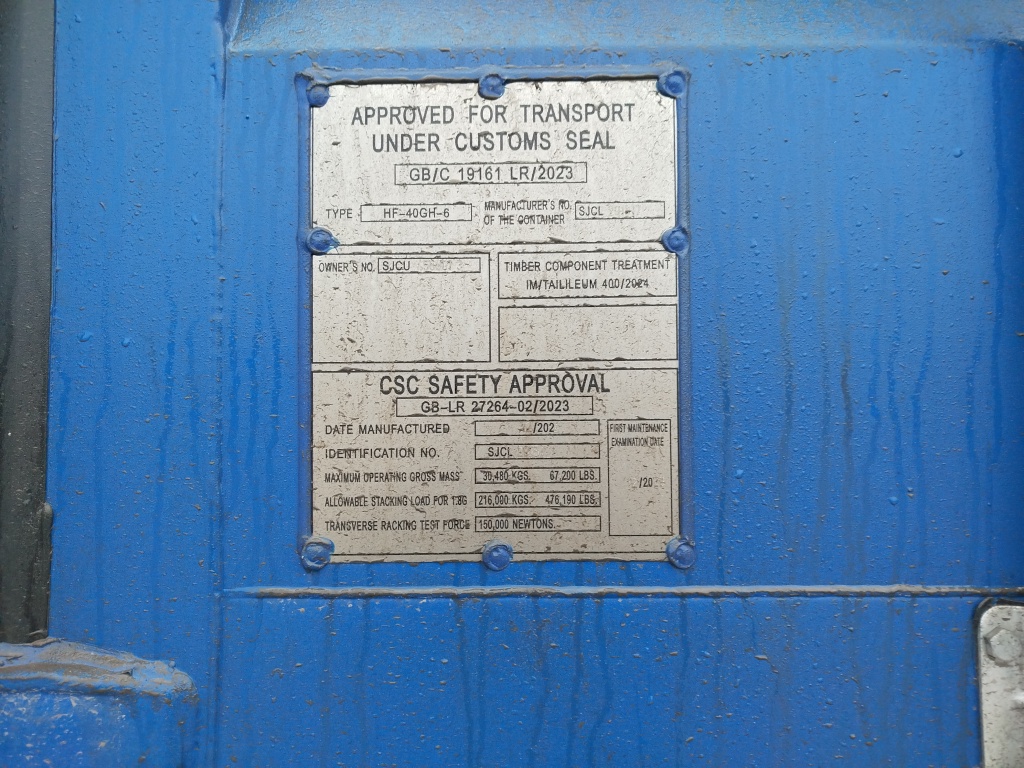 APPROVED FOR TRANSPORT
UNDER CUSTOMS SEAL
GB/C 19161 LR/2023
TYPE HF-40GH-6 MANUFACTURER'S NO. OF THE CONTAINER SJCL
OWNER'S NO. SJCU
TIMBER COMPONENT TREATMENT
IM/TAILILEUM 400/2024
CSC SAFETY APPROVAL
GB-LR 27264-02/2023
DATE MANUFACTURED /202
IDENTIFICATION NO. SJCL
MAXIMUM OPERATING GROSS MASS 30,480 KGS. 67,200 LBS.
ALLOWABLE STACKING LOAD FOR 1.8G 216,000 KGS. 476,190 LBS.
TRANSVERSE RACKING TEST FORCE 150,000 NEWTONS.
FIRST MAINTENANCE
EXAMINATION DATE
/20